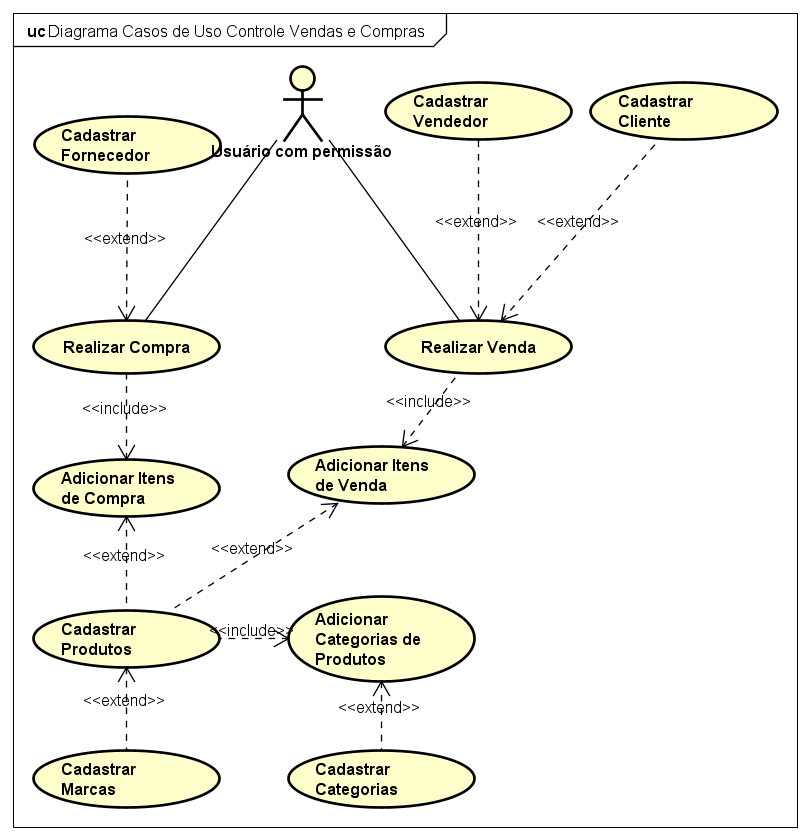 uc Diagrama Casos de Uso Controle Vendas e Compras
Cadastrar
Vendedor
Cadastrar
Cliente
Cadastrar
Fornecedor
Usuário com permissão
<<extend>>
<<extend>>
<<extend>>
Realizar Compra
Realizar Venda
<<include>>
<<include>>
Adicionar Itens
de Compra
Adicionar Itens
de Venda
<<extend>>
<<extend>>
Cadastrar
Produtos
<<include>>
Adicionar
Categorias de
Produtos
<<extend>>
<<extend>>
Cadastrar
Marcas
Cadastrar
Categorias